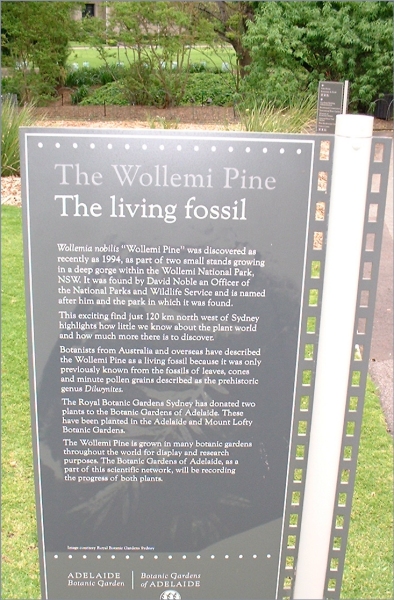 The Wollemi Pine
The living fossil
Wollemia nobilis "Wollemi Pine" was discovered as
recently as 1994, as part of two small stands growing
in a deep gorge within the Wollemi National Park,
NSW. It was found by David Noble an Officer of
the National Parks and Wildlife Service and is named
after him and the park in which it was found.
This exciting find just 120 km north west of Sydney
highlights how little we know about the plant world
and how much more there is to discover.
Botanists from Australia and overseas have described
the Wollemi Pine as a living fossil because it was only
previously known from the fossils of leaves, cones
and minute pollen grains described as the prehistoric
genus Dilwynites.
The Royal Botanic Gardens Sydney has donated two
plants to the Botanic Gardens of Adelaide. These
have been planted in the Adelaide and Mount Lofty
Botanic Gardens.
The Wollemi Pine is grown in many botanic gardens
throughout the world for display and research
purposes. The Botanic Gardens of Adelaide, as a
part of this scientific network, will be recording
the progress of both plants.
Image courtesy Royal Botanic Gardens Sydney
ADELAIDE
Botanic Garden
Botanic Gardens
of ADELAIDE